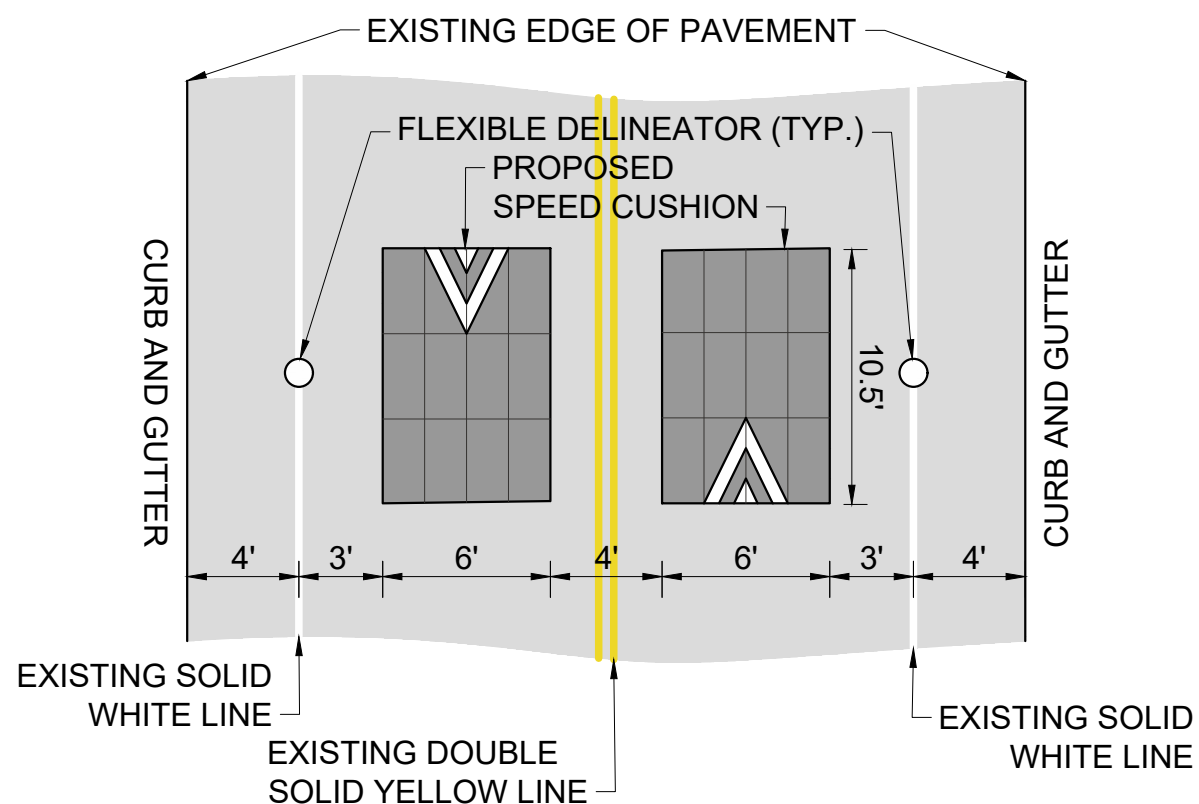 EXISTING EDGE OF PAVEMENT
FLEXIBLE DELINEATOR (TYP.)
PROPOSED
SPEED CUSHION
CURB AND GUTTER
CURB AND GUTTER
10.5'
4'
3'
6'
4'
6'
3'
4'
EXISTING SOLID
WHITE LINE
EXISTING DOUBLE
SOLID YELLOW LINE
EXISTING SOLID
WHITE LINE